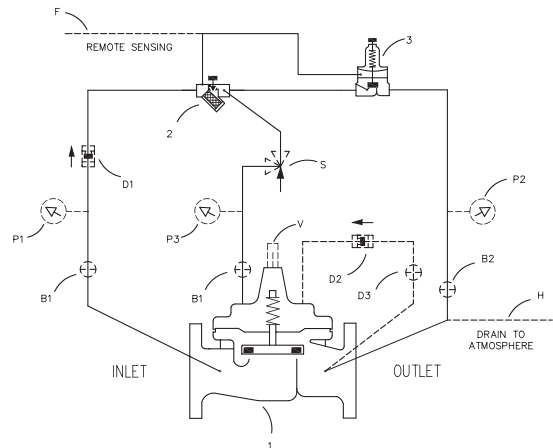 F
REMOTE SENSING
3
2
D1
S
P1
P3
V
P2
D2
D3
B1
B1
B2
H
DRAIN TO
ATMOSPHERE
INLET
OUTLET
1